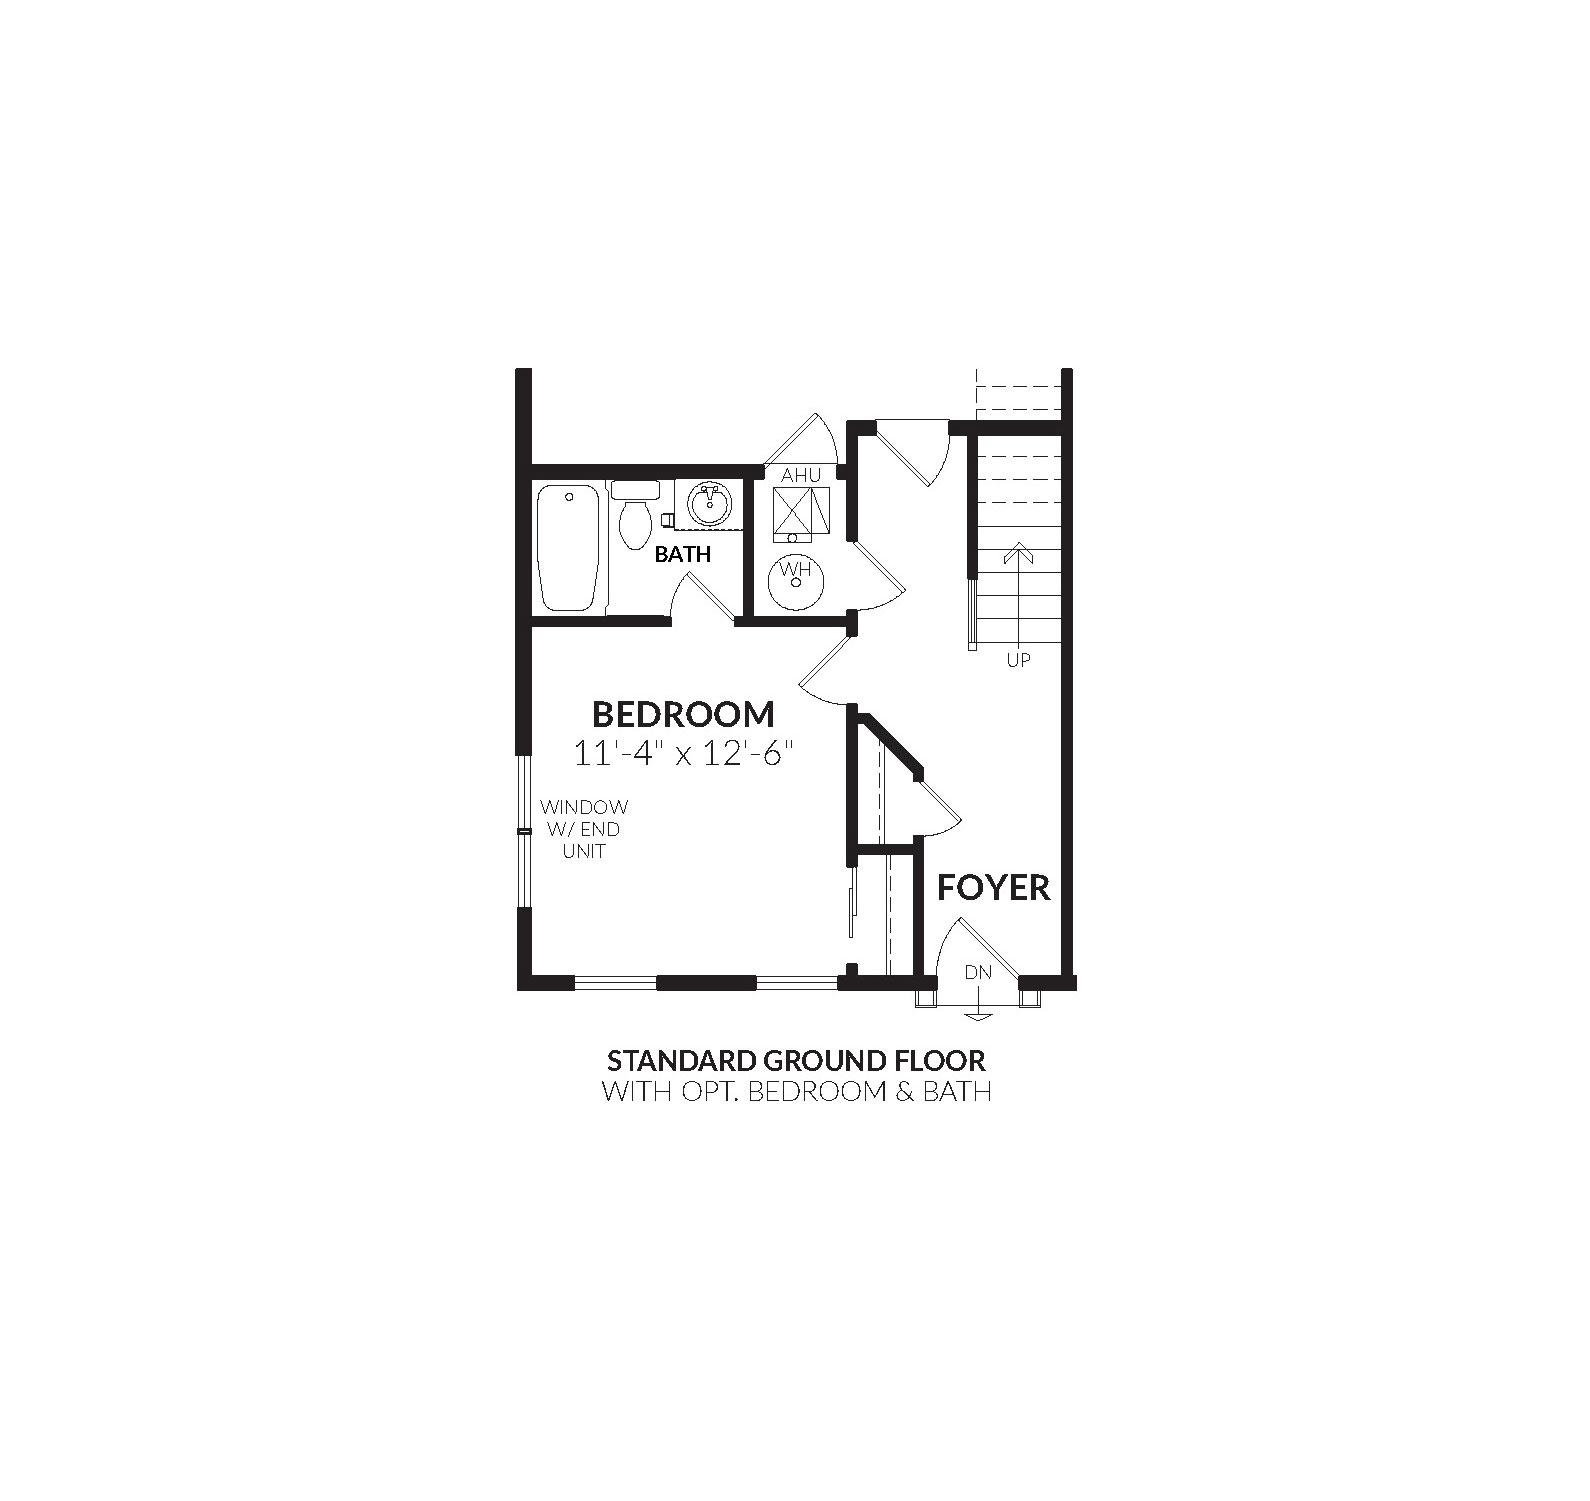 AHU
BATH
WH
UP
BEDROOM
11'-4" x 12'-6"
WINDOW
W/ END
UNIT
FOYER
DN
STANDARD GROUND FLOOR
WITH OPT. BEDROOM & BATH